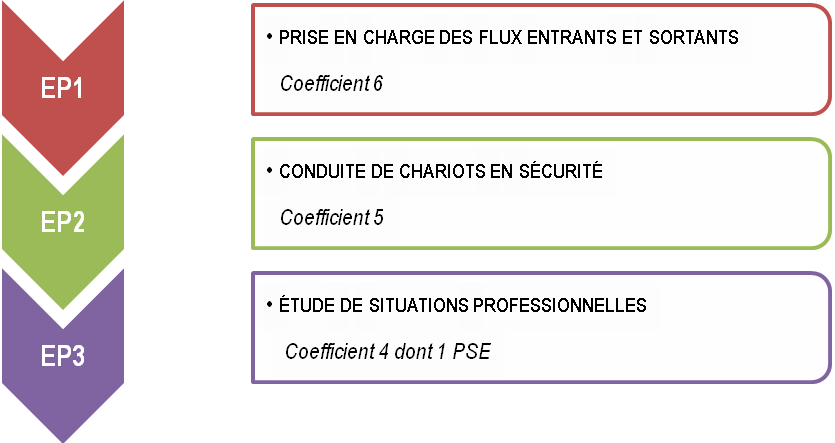 EP1
• PRISE EN CHARGE DES FLUX ENTRANTS ET SORTANTS
Coefficient 6
EP2
• CONDUITE DE CHARIOTS EN SÉCURITÉ
Coefficient 5
EP3
• ÉTUDE DE SITUATIONS PROFESSIONNELLES
Coefficient 4 dont 1 PSE